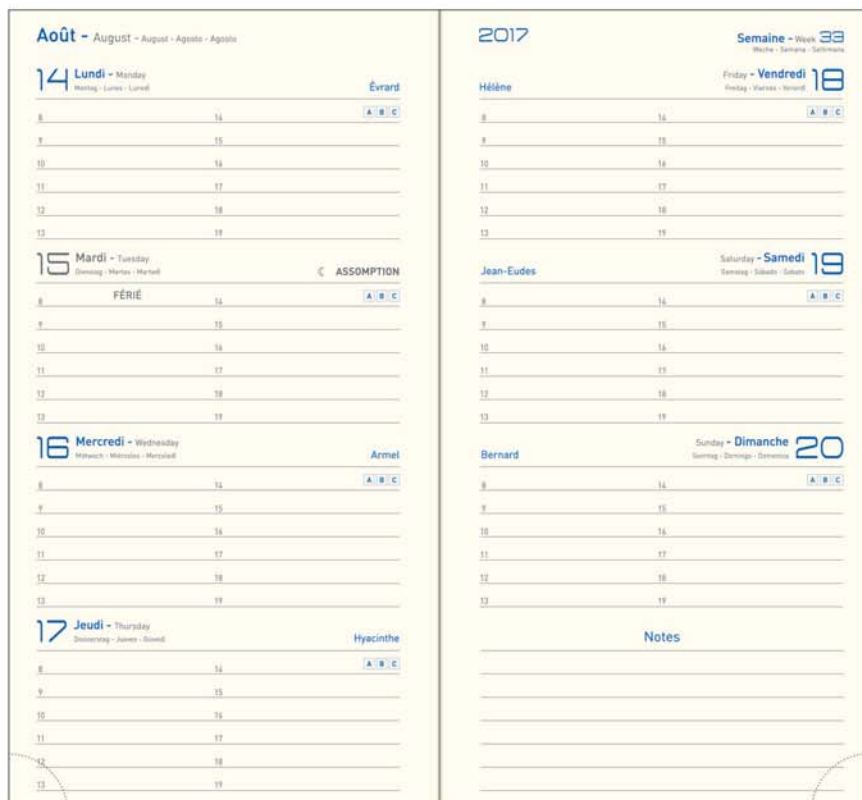 Août - August - August - Agosto - Agosto
14 Lundi - Monday
Montag - Lunes - Lunedi
Évrard
A B C
8 14
9 15
10 16
11 17
12 18
13 19
15 Mardi - Tuesday
Dienstag - Martes - Martedi
☾ ASSOMPTION
FÉRIÉ
A B C
8 14
9 15
10 16
11 17
12 18
13 19
16 Mercredi - Wednesday
Mittwoch - Miércoles - Mercoledi
Armel
A B C
8 14
9 15
10 16
11 17
12 18
13 19
17 Jeudi - Thursday
Donnerstag - Jueves - Giovedi
Hyacinthe
A B C
8 14
9 15
10 16
11 17
12 18
13 19
2017
Semaine - Week 33
Woche - Semana - Settimana
Hélène
Friday - Vendredi 18
Freitag - Viernes - Venerdi
A B C
8 14
9 15
10 16
11 17
12 18
13 19
Jean-Eudes
Saturday - Samedi 19
Samstag - Sábado - Sabato
A B C
8 14
9 15
10 16
11 17
12 18
13 19
Bernard
Sunday - Dimanche 20
Sonntag - Domingo - Domenica
A B C
8 14
9 15
10 16
11 17
12 18
13 19
Notes